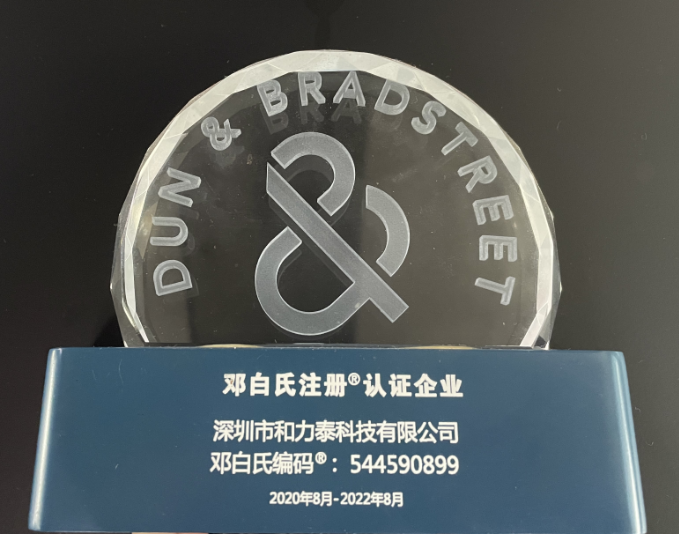 DUN & BRADSTREET
&
邓白氏注册®认证企业
深圳市和力泰科技有限公司
邓白氏编码®：544590899
2020年8月-2022年8月